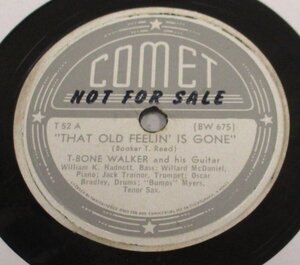 COMET
NOT FOR SALE
T 52 A (BW 675)
"THAT OLD FEELIN' IS GONE"
(Booker T. Reed)
T-BONE WALKER and his Guitar
William K. Hadnott, Bass; Willard McDaniel,
Piano; Jack Trainor, Trumpet; Oscar
Bradley, Drums; "Bumps" Myers,
Tenor Sax.